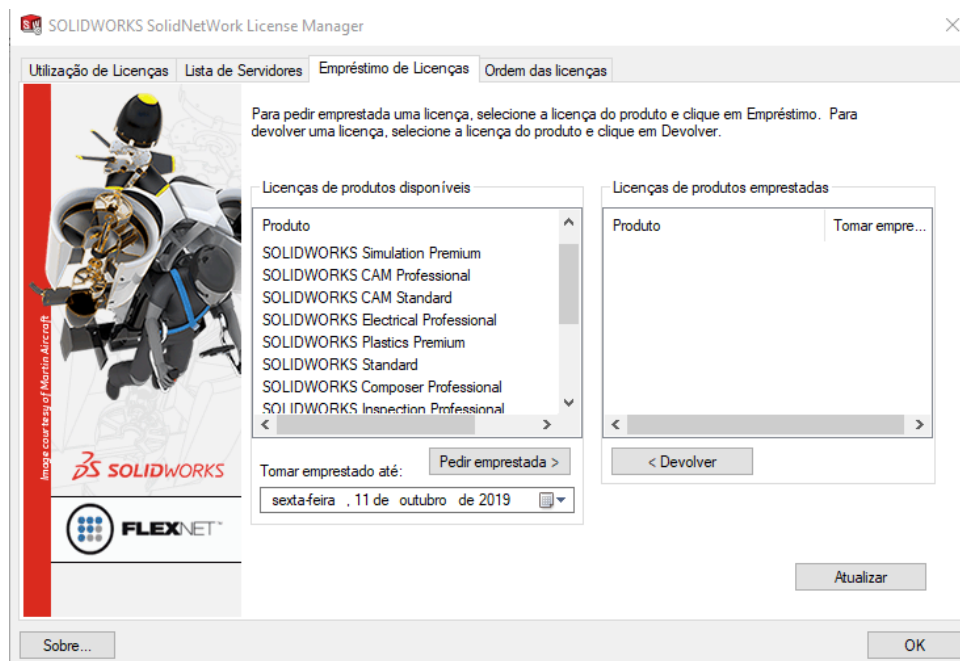 SOLIDWORKS SolidNetWork License Manager
Utilização de Licenças Lista de Servidores Empréstimo de Licenças Ordem das licenças
Para pedir emprestada uma licença, selecione a licença do produto e clique em Empréstimo. Para
devolver uma licença, selecione a licença do produto e clique em Devolver.
Licenças de produtos disponíveis
Produto
SOLIDWORKS Simulation Premium
SOLIDWORKS CAM Professional
SOLIDWORKS CAM Standard
SOLIDWORKS Electrical Professional
SOLIDWORKS Plastics Premium
SOLIDWORKS Standard
SOLIDWORKS Composer Professional
SOLIDWORKS Inspection Professional
Tomar emprestado até:
Pedir emprestada >
sexta-feira , 11 de outubro de 2019
Licenças de produtos emprestadas
Produto Tomar empre...
< Devolver
Atualizar
Image courtesy of Martin Aircraft
SOLIDWORKS
FLEXNET™
Sobre...
OK